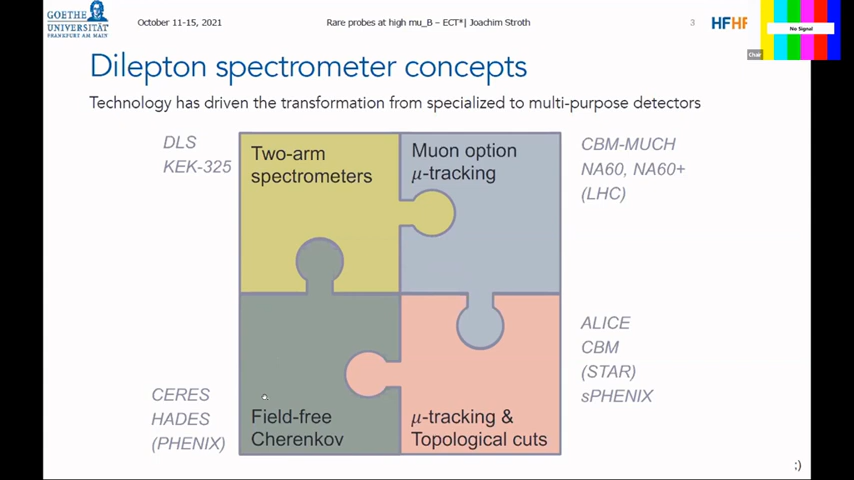 GOETHE
UNIVERSITÄT
FRANKFURT AM MAIN
October 11-15, 2021
Rare probes at high mu_B – ECT*| Joachim Stroth
3
HFHF
No Signal
Chair
Dilepton spectrometer concepts
Technology has driven the transformation from specialized to multi-purpose detectors
DLS
KEK-325
Two-arm
spectrometers
Muon option
μ-tracking
CBM-MUCH
NA60, NA60+
(LHC)
CERES
HADES
(PHENIX)
Field-free
Cherenkov
μ-tracking &
Topological cuts
ALICE
CBM
(STAR)
sPHENIX
;)